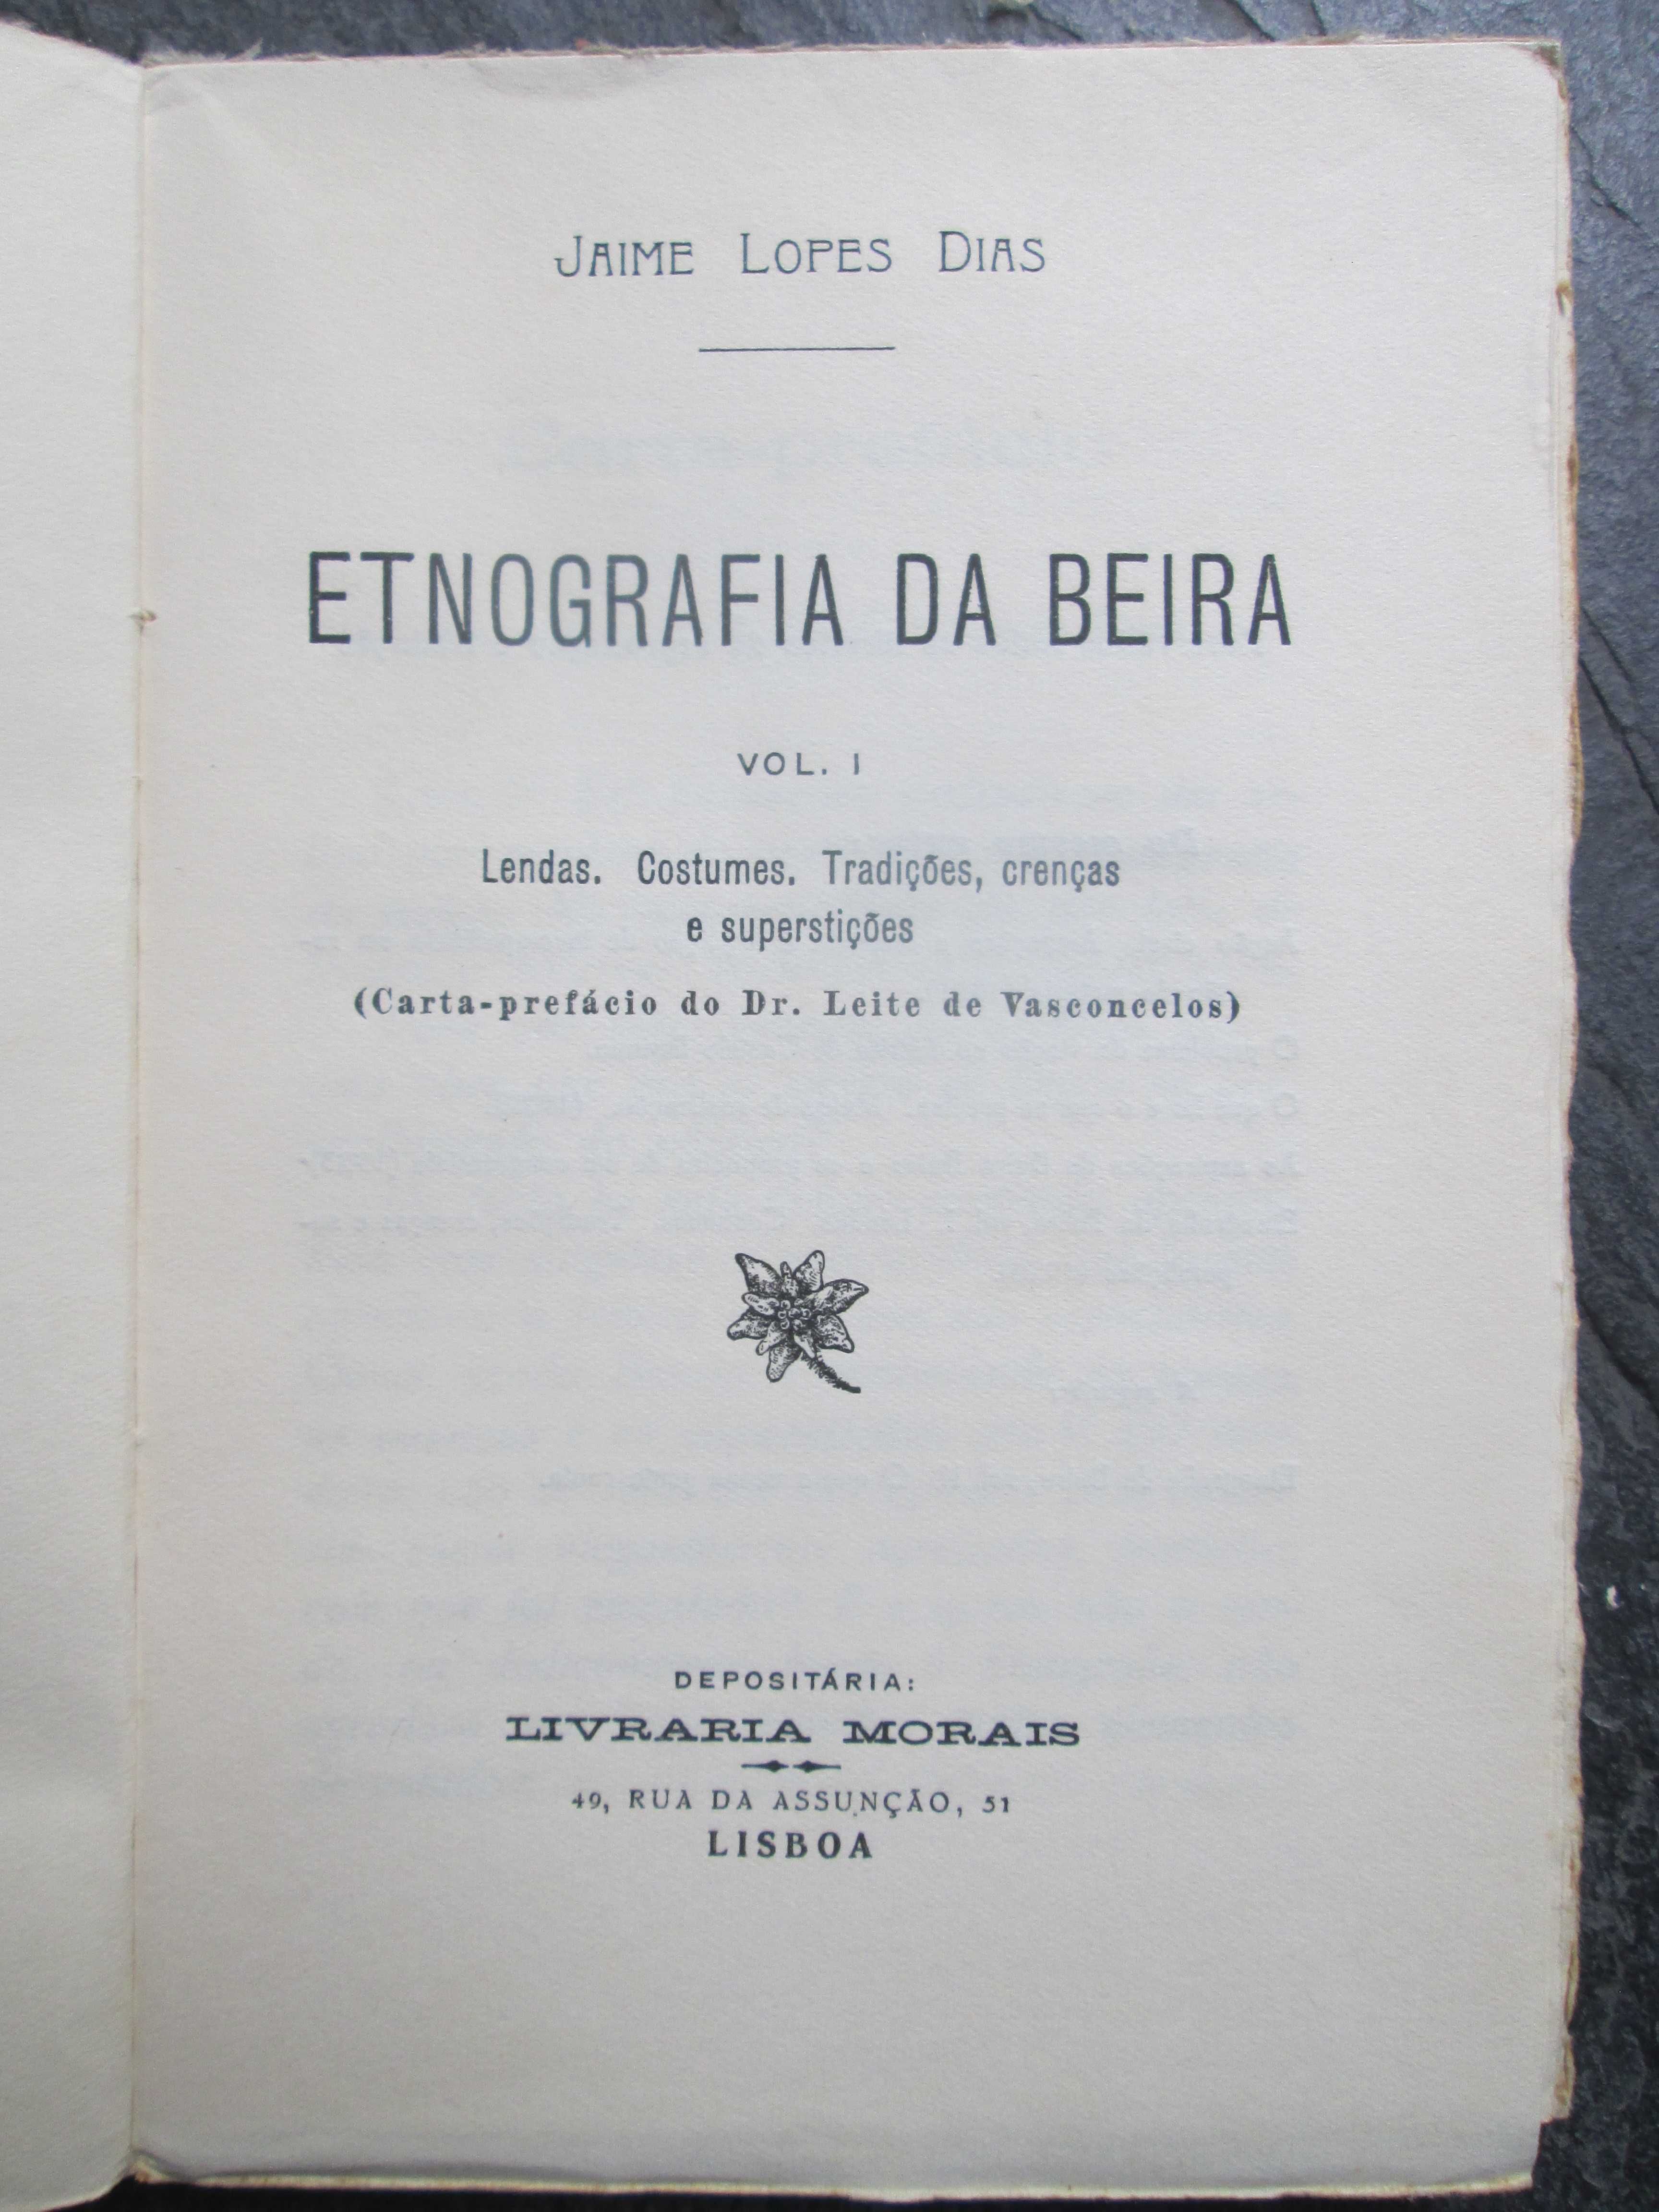 JAIME LOPES DIAS
ETNOGRAFIA DA BEIRA
VOL. I
Lendas. Costumes. Tradições, crenças
e superstições
(Carta-prefácio do Dr. Leite de Vasconcelos)
DEPOSITÁRIA:
LIVRARIA MORAIS
49, RUA DA ASSUNÇÃO, 51
LISBOA